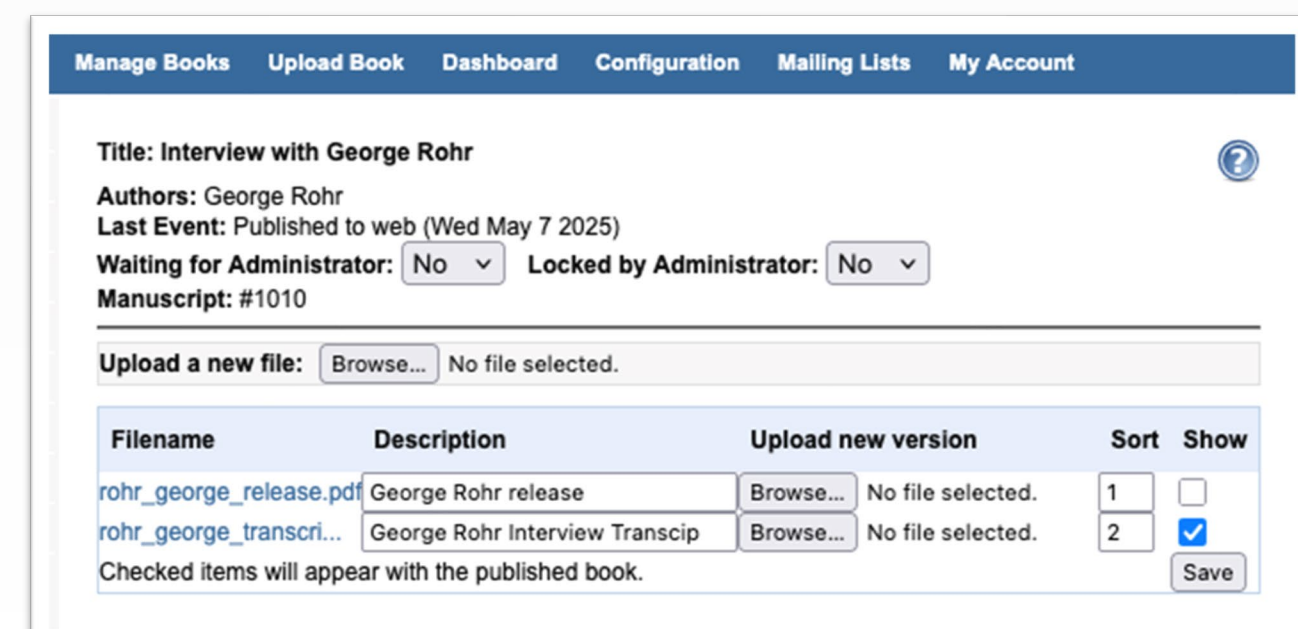 Manage Books Upload Book Dashboard Configuration Mailing Lists My Account
Title: Interview with George Rohr
?
Authors: George Rohr
Last Event: Published to web (Wed May 7 2025)
Waiting for Administrator: No Locked by Administrator: No
Manuscript: #1010
Upload a new file: Browse... No file selected.
Filename Description Upload new version Sort Show
rohr_george_release.pdf George Rohr release Browse... No file selected. 1
rohr_george_transcri... George Rohr Interview Transcip Browse... No file selected. 2
Checked items will appear with the published book. Save